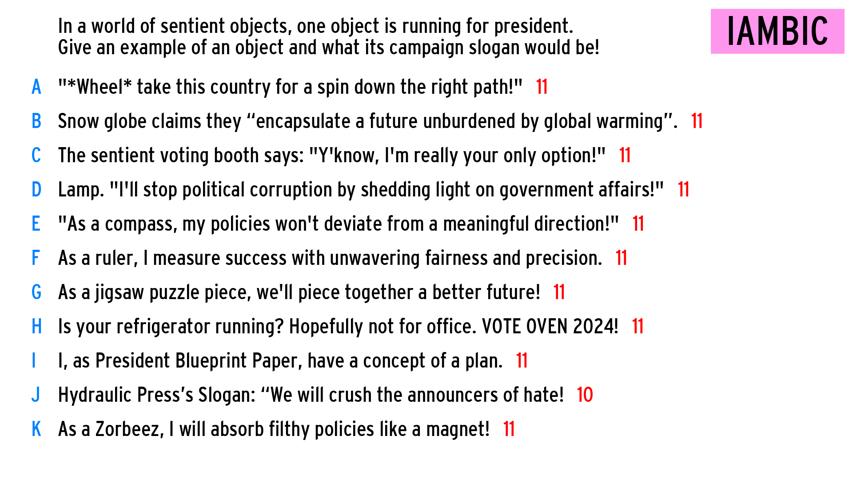 In a world of sentient objects, one object is running for president.
Give an example of an object and what its campaign slogan would be!
IAMBIC
A "*Wheel* take this country for a spin down the right path!" 11
B Snow globe claims they “encapsulate a future unburdened by global warming”. 11
C The sentient voting booth says: "Y'know, I'm really your only option!" 11
D Lamp. "I'll stop political corruption by shedding light on government affairs!" 11
E "As a compass, my policies won't deviate from a meaningful direction!" 11
F As a ruler, I measure success with unwavering fairness and precision. 11
G As a jigsaw puzzle piece, we'll piece together a better future! 11
H Is your refrigerator running? Hopefully not for office. VOTE OVEN 2024! 11
I I, as President Blueprint Paper, have a concept of a plan. 11
J Hydraulic Press’s Slogan: “We will crush the announcers of hate! 10
K As a Zorbeez, I will absorb filthy policies like a magnet! 11